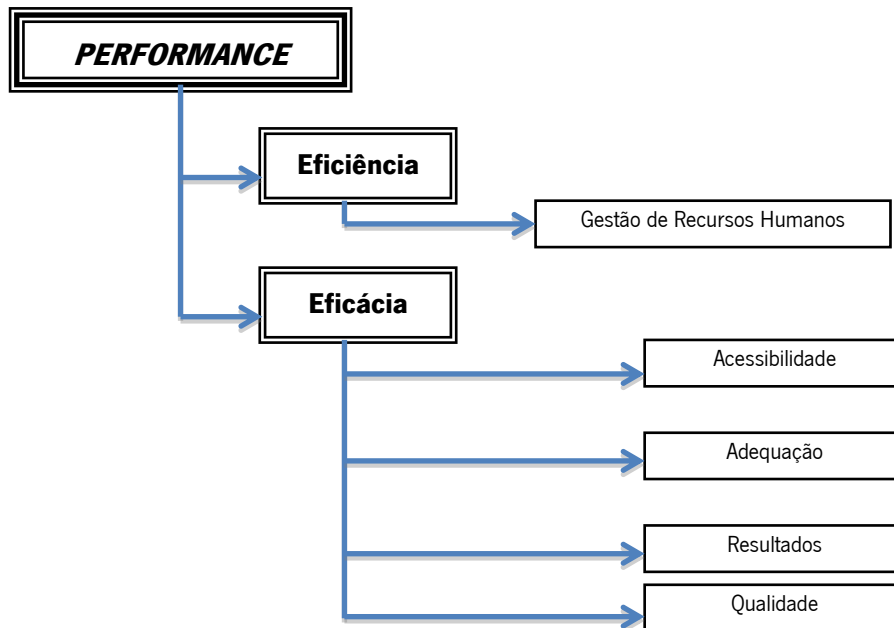 PERFORMANCE
Eficiência
Gestão de Recursos Humanos
Eficácia
Acessibilidade
Adequação
Resultados
Qualidade